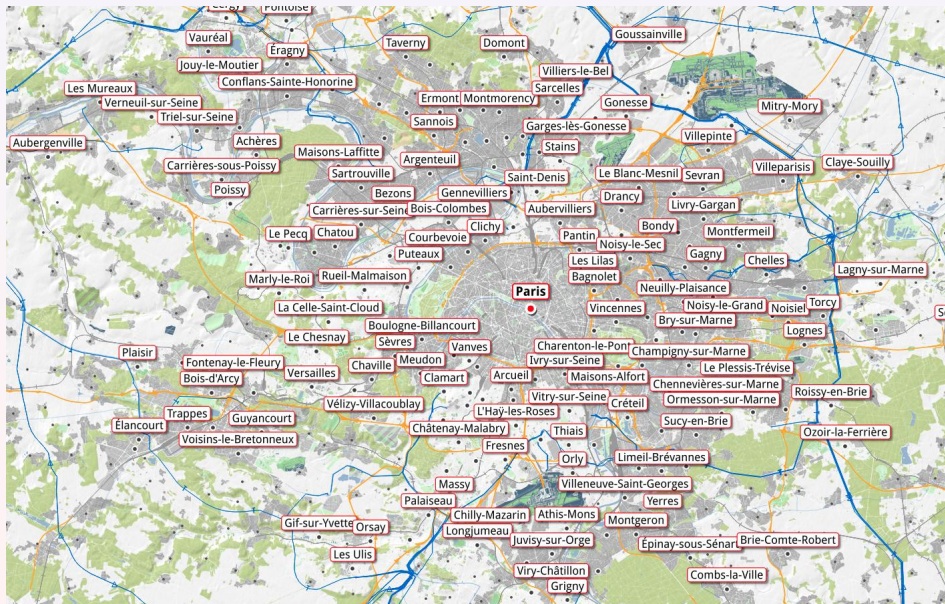 Cergy
Pontoise
Goussainville
Vauréal
Taverny
Domont
Éragny
Jouy-le-Moutier
Villiers-le-Bel
Conflans-Sainte-Honorine
Les Mureaux
Sarcelles
Verneuil-sur-Seine
Ermont
Montmorency
Gonesse
Mitry-Mory
Triel-sur-Seine
Sannois
Garges-lès-Gonesse
Villepinte
Aubergenville
Achères
Stains
Maisons-Laffitte
Argenteuil
Carrières-sous-Poissy
Claye-Souilly
Villeparisis
Sartrouville
Saint-Denis
Le Blanc-Mesnil
Sevran
Poissy
Bezons
Gennevilliers
Drancy
Carrières-sur-Seine
Bois-Colombes
Aubervilliers
Livry-Gargan
Clichy
Bondy
Le Pecq
Chatou
Courbevoie
Pantin
Montfermeil
Noisy-le-Sec
Puteaux
Les Lilas
Gagny
Chelles
Lagny-sur-Marne
Marly-le-Roi
Rueil-Malmaison
Bagnolet
Neuilly-Plaisance
Paris
La Celle-Saint-Cloud
Vincennes
Noisy-le-Grand
Noisiel
Torcy
Bry-sur-Marne
Boulogne-Billancourt
Lognes
Le Chesnay
Sèvres
Vanves
Charenton-le-Pont
Champigny-sur-Marne
Plaisir
Fontenay-le-Fleury
Chaville
Meudon
Ivry-sur-Seine
Le Plessis-Trévise
Bois-d'Arcy
Versailles
Clamart
Arcueil
Maisons-Alfort
Chennevières-sur-Marne
Roissy-en-Brie
Vélizy-Villacoublay
Vitry-sur-Seine
Créteil
Ormesson-sur-Marne
Trappes
Guyancourt
L'Haÿ-les-Roses
Sucy-en-Brie
Élancourt
Châtenay-Malabry
Thiais
Ozoir-la-Ferrière
Voisins-le-Bretonneux
Fresnes
Orly
Limeil-Brévannes
Massy
Villeneuve-Saint-Georges
Palaiseau
Yerres
Chilly-Mazarin
Athis-Mons
Montgeron
Gif-sur-Yvette
Orsay
Longjumeau
Juvisy-sur-Orge
Épinay-sous-Sénart
Brie-Comte-Robert
Les Ulis
Viry-Châtillon
Combs-la-Ville
Grigny